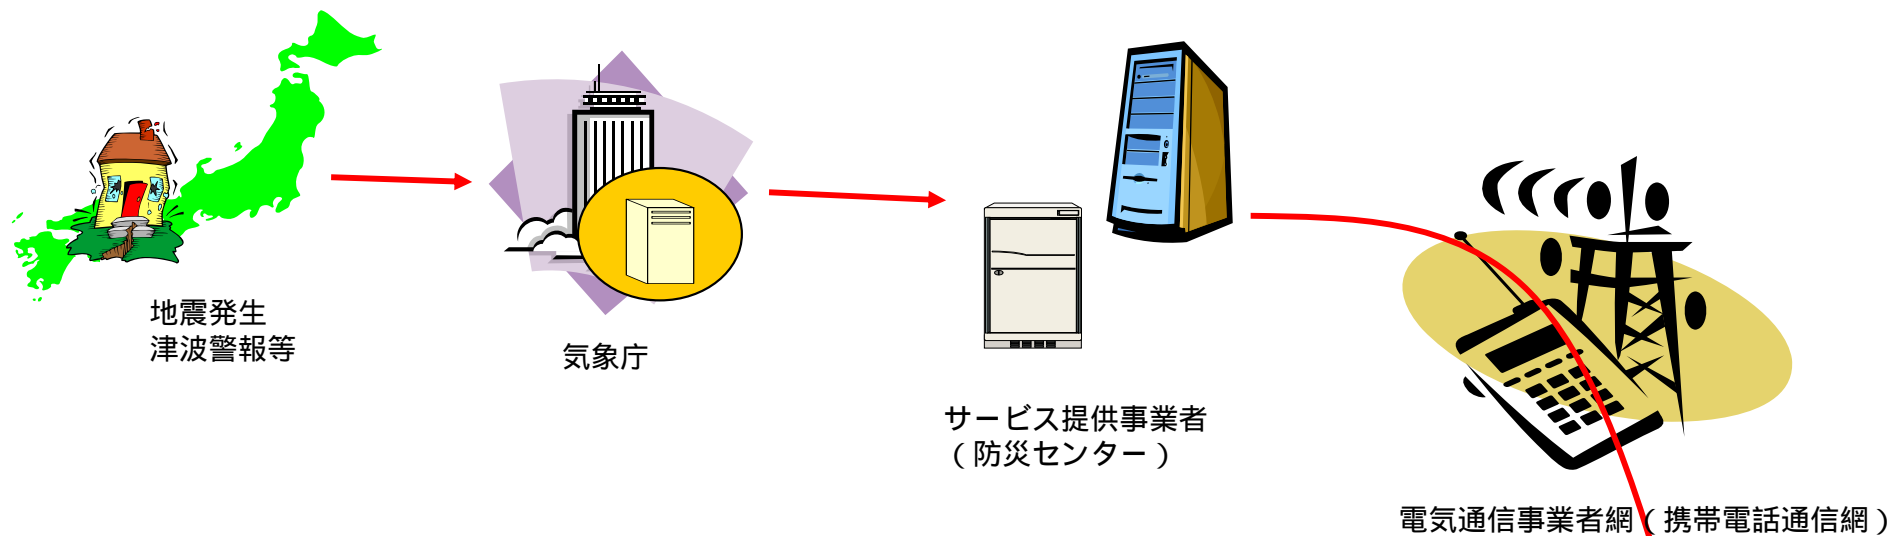 地震発生
津波警報等
気象庁
サービス提供事業者
（防災センター）
電気通信事業者網（携帯電話通信網）